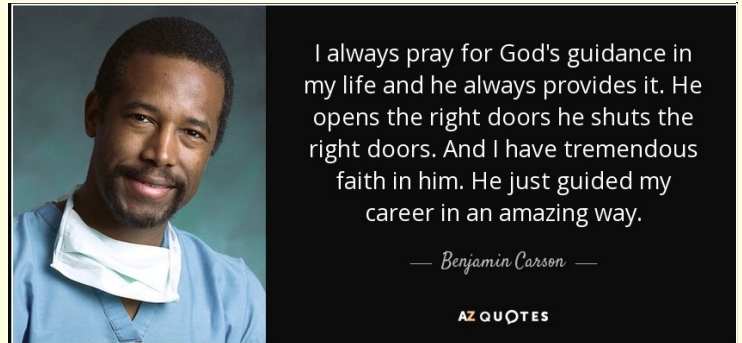 I always pray for God's guidance in
my life and he always provides it. He
opens the right doors he shuts the
right doors. And I have tremendous
faith in him. He just guided my
career in an amazing way.
Benjamin Carson
AZ QUOTES